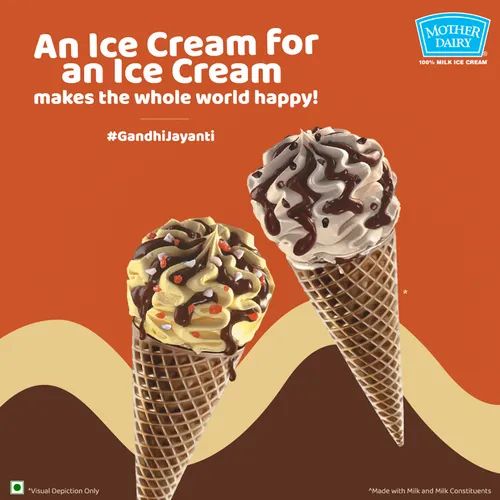 An Ice Cream for
an Ice Cream
makes the whole world happy!
#GandhiJayanti
MOTHER
DAIRY
100% MILK ICE CREAM
*
*Visual Depiction Only
*Made with Milk and Milk Constituents